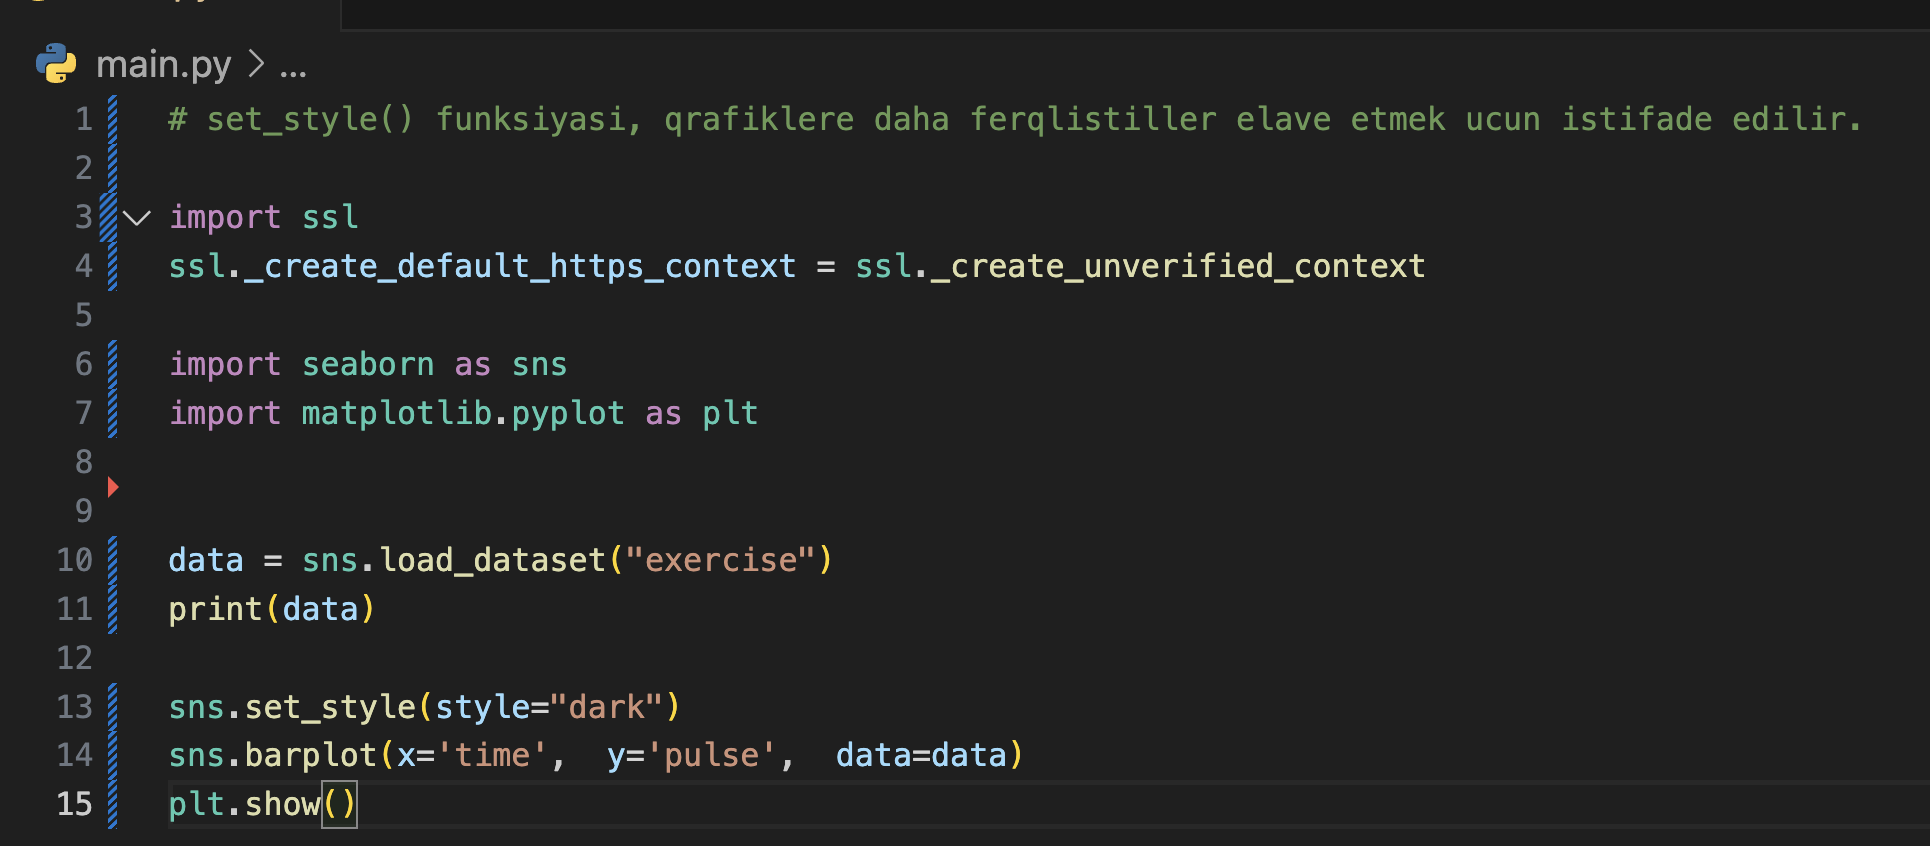 main.py > ...
1 # set_style() funksiyasi, qrafiklere daha ferqlistiller elave etmek ucun istifade edilir.
2
3 import ssl
4 ssl._create_default_https_context = ssl._create_unverified_context
5
6 import seaborn as sns
7 import matplotlib.pyplot as plt
8
9
10 data = sns.load_dataset("exercise")
11 print(data)
12
13 sns.set_style(style="dark")
14 sns.barplot(x='time',  y='pulse',  data=data)
15 plt.show()